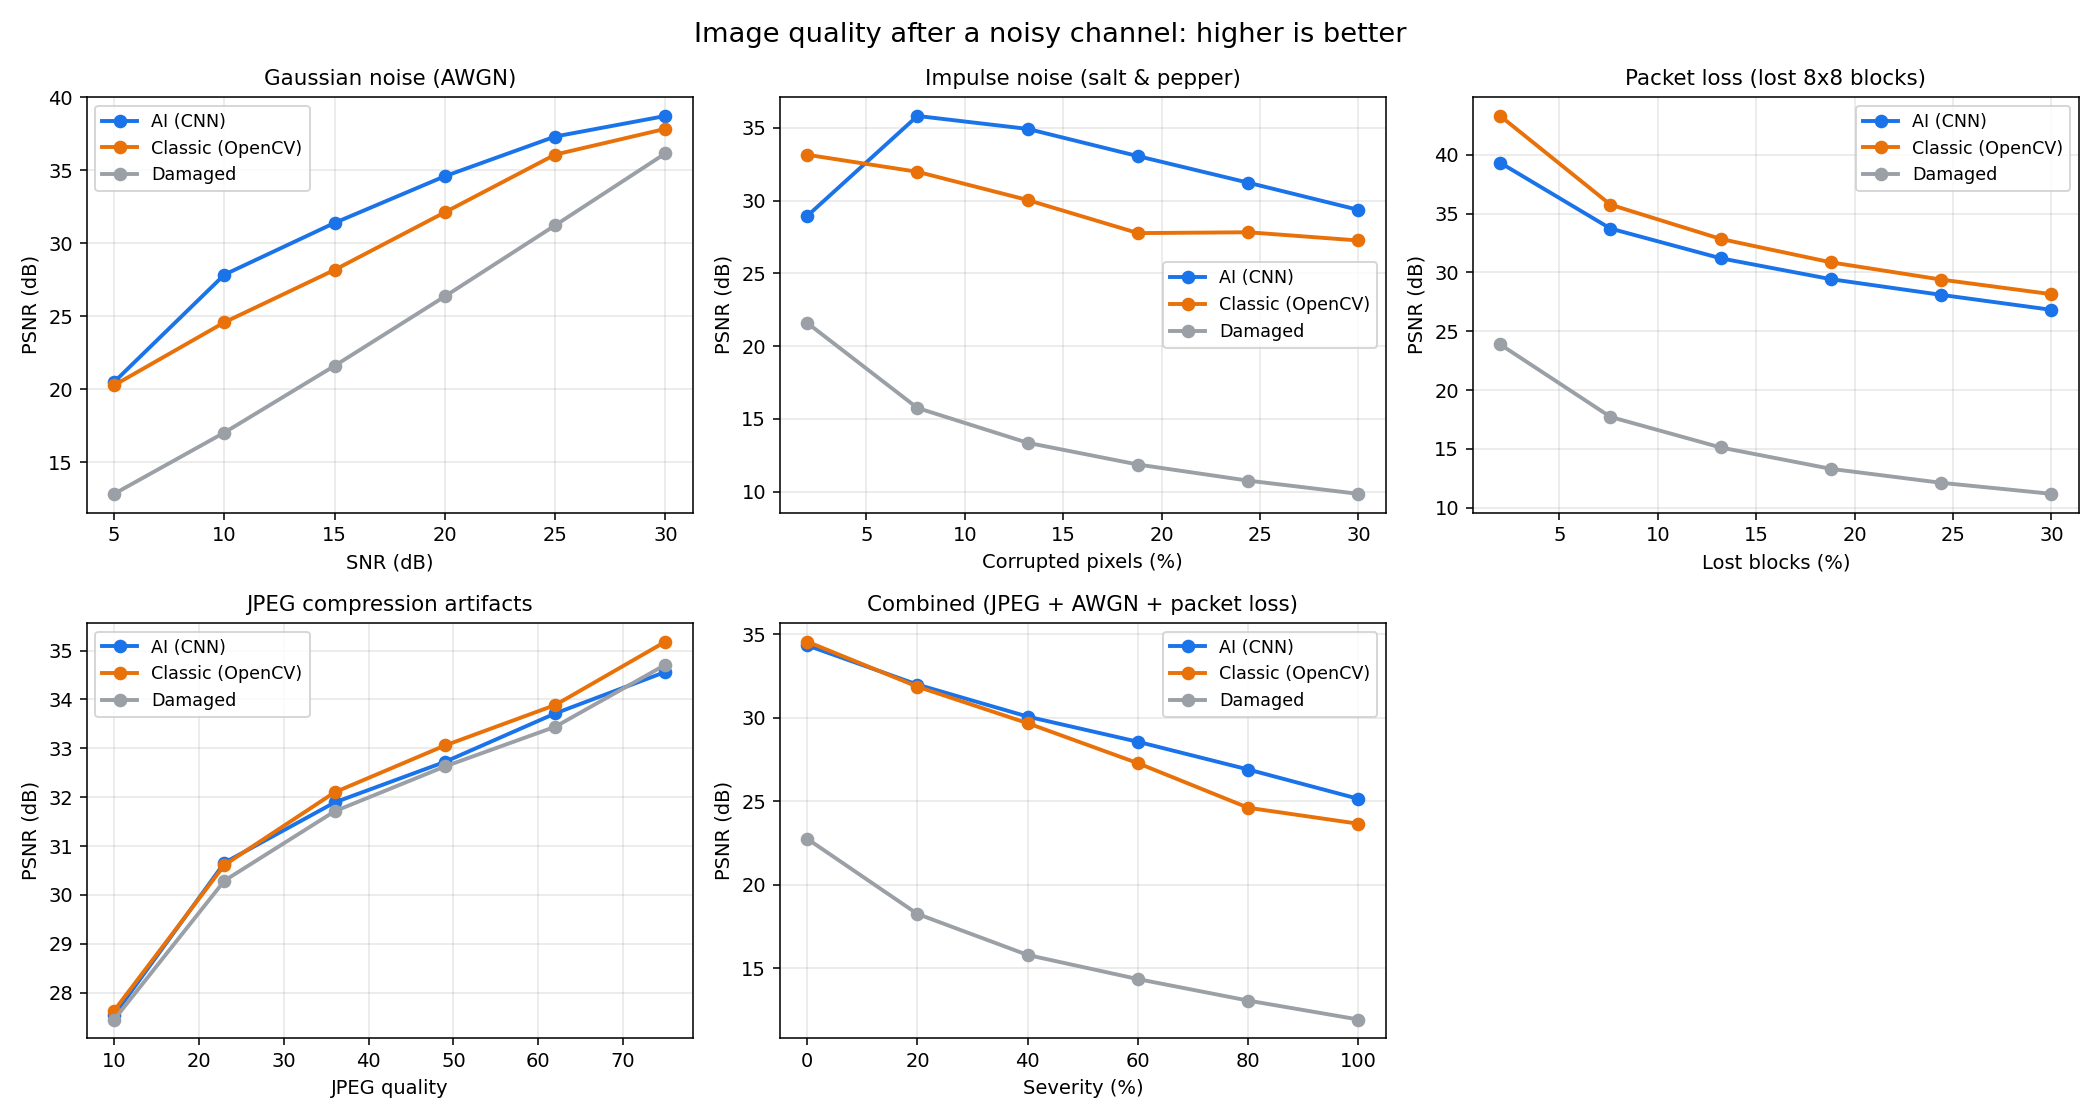 Image quality after a noisy channel: higher is better
Gaussian noise (AWGN)
AI (CNN)
Classic (OpenCV)
Damaged
PSNR (dB)
40
35
30
25
20
15
5 10 15 20 25 30
SNR (dB)
Impulse noise (salt & pepper)
AI (CNN)
Classic (OpenCV)
Damaged
PSNR (dB)
35
30
25
20
15
10
5 10 15 20 25 30
Corrupted pixels (%)
Packet loss (lost 8x8 blocks)
AI (CNN)
Classic (OpenCV)
Damaged
PSNR (dB)
40
35
30
25
20
15
10
5 10 15 20 25 30
Lost blocks (%)
JPEG compression artifacts
AI (CNN)
Classic (OpenCV)
Damaged
PSNR (dB)
35
34
33
32
31
30
29
28
10 20 30 40 50 60 70
JPEG quality
Combined (JPEG + AWGN + packet loss)
AI (CNN)
Classic (OpenCV)
Damaged
PSNR (dB)
35
30
25
20
15
0 20 40 60 80 100
Severity (%)